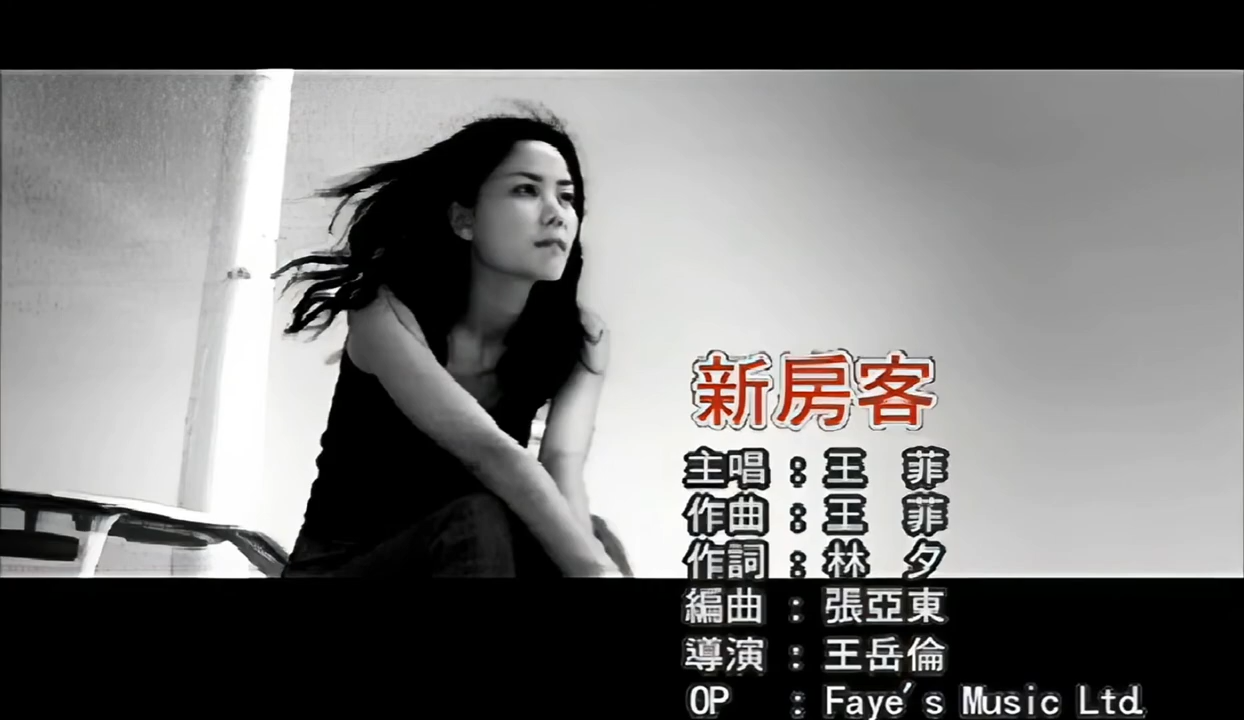 新房客
主唱：王 菲
作曲：王 菲
作詞：林 夕
編曲：張亞東
導演：王岳倫
OP ：Faye's Music Ltd